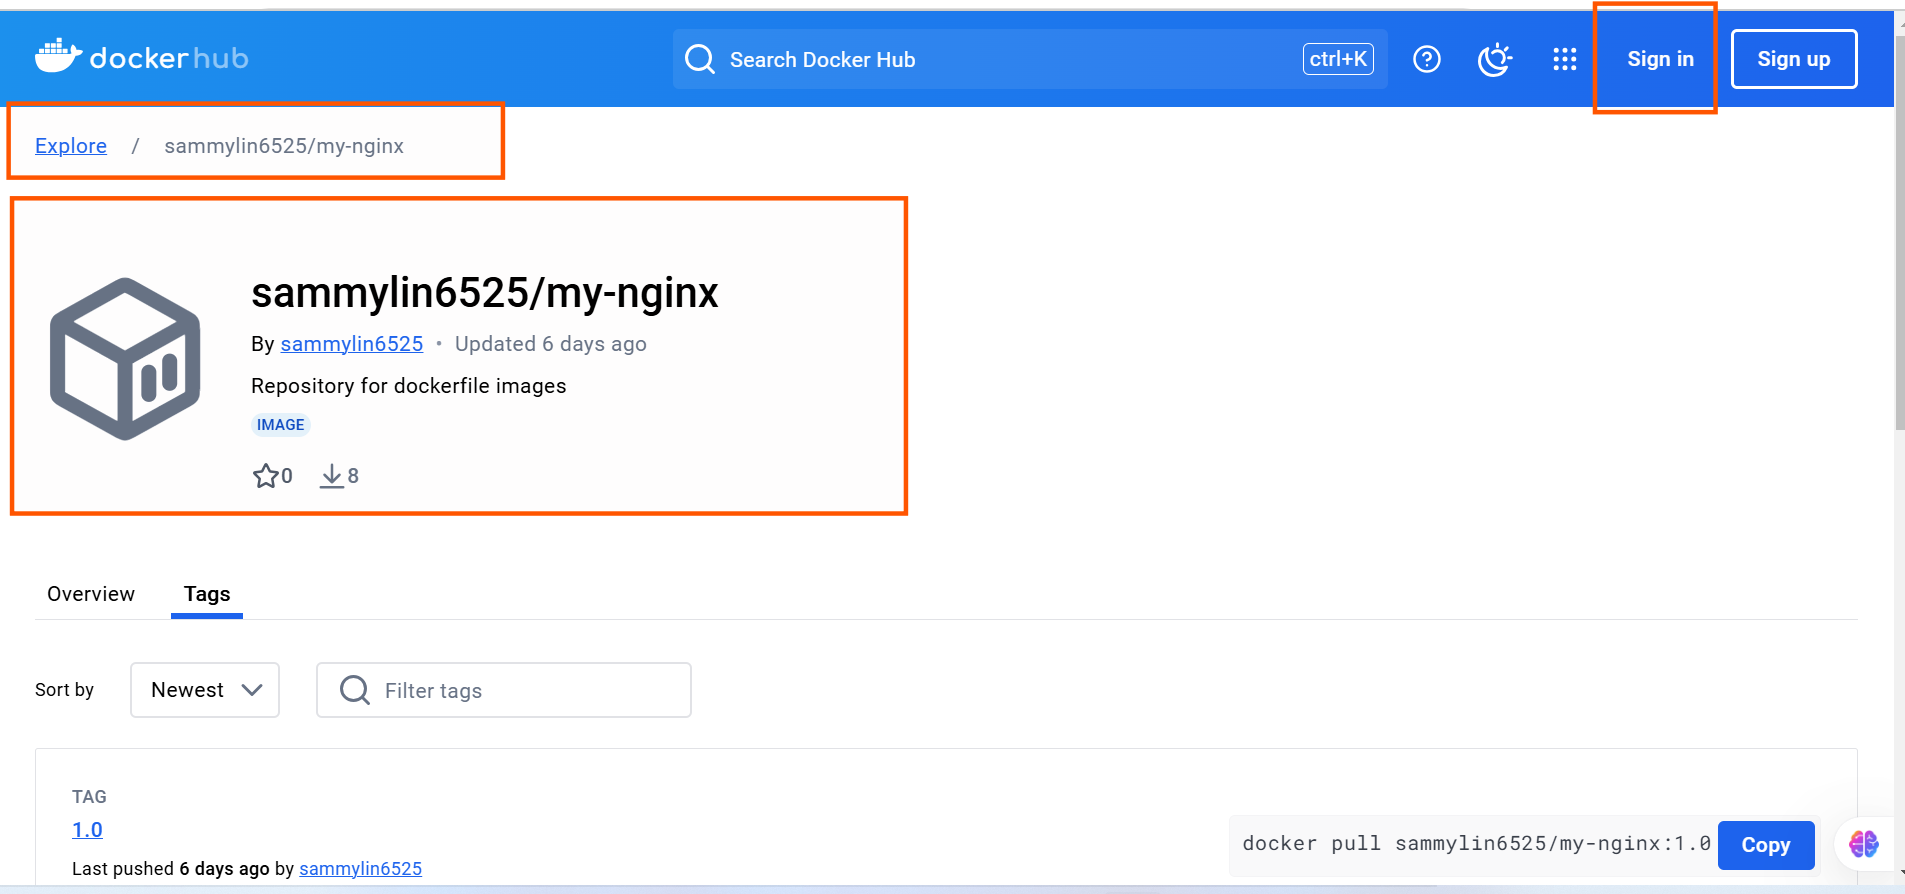 dockerhub
Search Docker Hub
ctrl+K
Sign in
Sign up
Explore / sammylin6525/my-nginx
sammylin6525/my-nginx
By sammylin6525 • Updated 6 days ago
Repository for dockerfile images
IMAGE
0 8
Overview Tags
Sort by Newest Filter tags
TAG
1.0
docker pull sammylin6525/my-nginx:1.0 Copy
Last pushed 6 days ago by sammylin6525